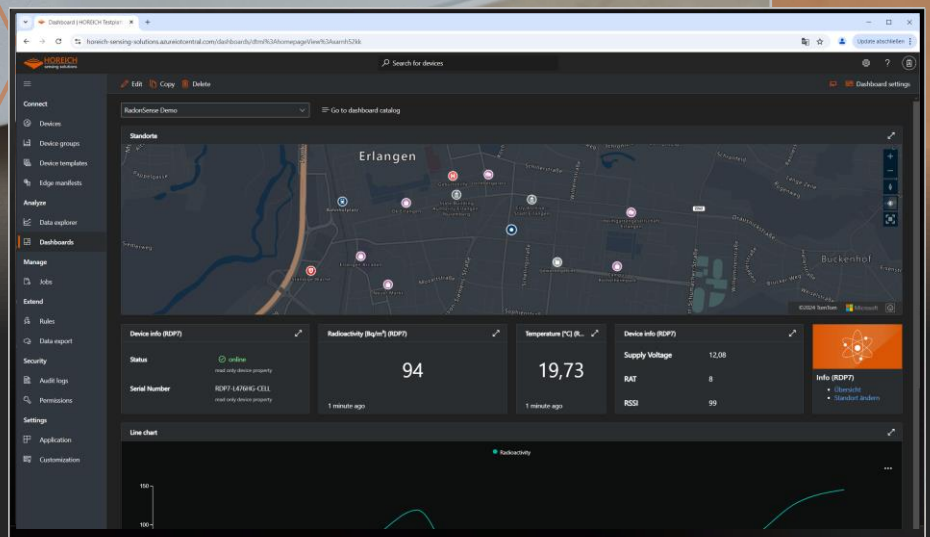 Dashboard | HOREICH Testplan
horeich-sensing-solutions.azureiotcentral.com/dashboards/dtmi%3AhomepageView%3Aarnh52kk
Update abschließen
HOREICH
sensing solutions
Search for devices
Edit
Copy
Delete
Dashboard settings
Connect
Devices
Device groups
Device templates
Edge manifests
Analyze
Data explorer
Dashboards
Manage
Jobs
Extend
Rules
Data export
Security
Audit logs
Permissions
Settings
Application
Customization
RadonSense Demo
Go to dashboard catalog
Standorte
Erlangen
Buckenhof
©2024 TomTom
Microsoft
Device info (RDP7)
Status
online
read only device property
Serial Number
RDP7-L476HG-CELL
read only device property
Radioactivity [Bq/m³] (RDP7)
94
1 minute ago
Temperature [°C] (R...
19,73
1 minute ago
Device info (RDP7)
Supply Voltage 12,08
RAT 8
RSSI 99
Info (RDP7)
Übersicht
Standort ändern
Line chart
Radioactivity
150
100